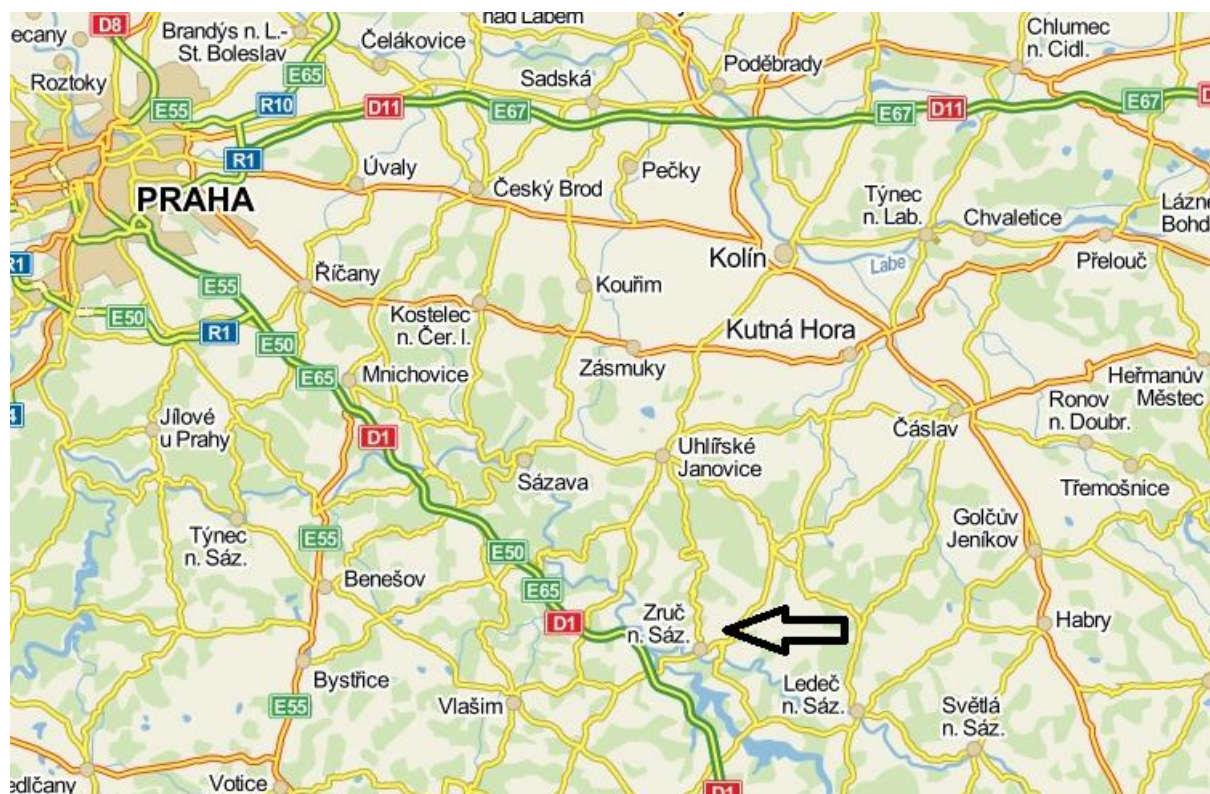 D8
ecany
Brandýs n. L.-
St. Boleslav
nad Labem
Chlumec
n. Cidl.
Čelákovice
E65
Poděbrady
Roztoky
Sadská
E55
R10
D11
E67
E67
D11
E67
D
R1
Úvaly
Pečky
Český Brod
PRAHA
Týnec
n. Lab.
Chvaletice
Lázně
Bohd
Kolín
Labe
Přelouč
R1
Říčany
E55
Kouřim
Kostelec
n. Čer. l.
E50
R1
Kutná Hora
E50
Zásmuky
E65
Mnichovice
Heřmanův
Městec
Ronov
n. Doubr.
4
Jílové
u Prahy
D1
Čáslav
Uhlířské
Janovice
Sázava
Třemošnice
Golčův
Jeníkov
Týnec
n. Sáz.
E55
E50
Benešov
E65
Zruč
n. Sáz.
D1
Habry
Bystřice
Ledeč
n. Sáz.
Vlašim
E55
Světlá
n. Sáz.
edlčany
Votice
D1